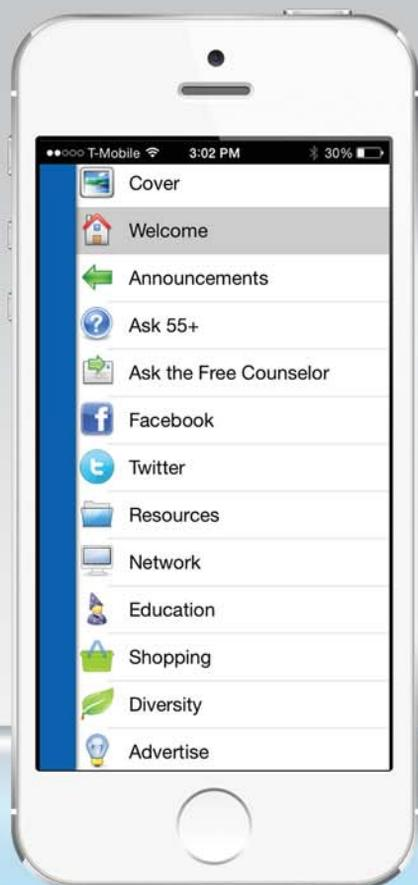 T-Mobile 3:02 PM 30%
Cover
Welcome
Announcements
? Ask 55+
Ask the Free Counselor
f Facebook
t Twitter
Resources
Network
Education
Shopping
Diversity
Advertise